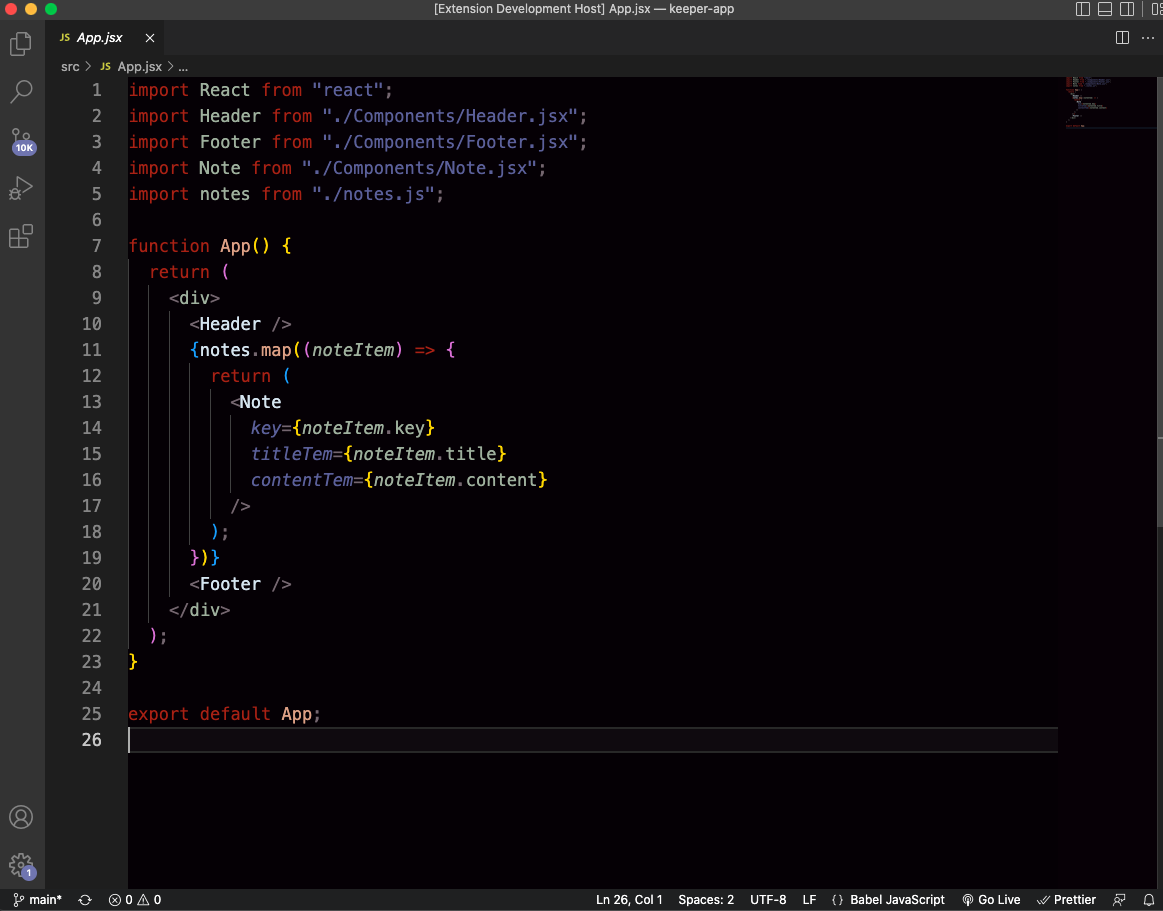 [Extension Development Host] App.jsx — keeper-app
JS App.jsx
src > JS App.jsx > ...
10K
1 import React from "react";
2 import Header from "./Components/Header.jsx";
3 import Footer from "./Components/Footer.jsx";
4 import Note from "./Components/Note.jsx";
5 import notes from "./notes.js";
6
7 function App() {
8   return (
9     <div>
10       <Header />
11       {notes.map((noteItem) => {
12         return (
13           <Note
14             key={noteItem.key}
15             titleTem={noteItem.title}
16             contentTem={noteItem.content}
17           />
18         );
19       })}
20       <Footer />
21     </div>
22   );
23 }
24
25 export default App;
26
1
main* 0 0 Ln 26, Col 1 Spaces: 2 UTF-8 LF {} Babel JavaScript Go Live Prettier